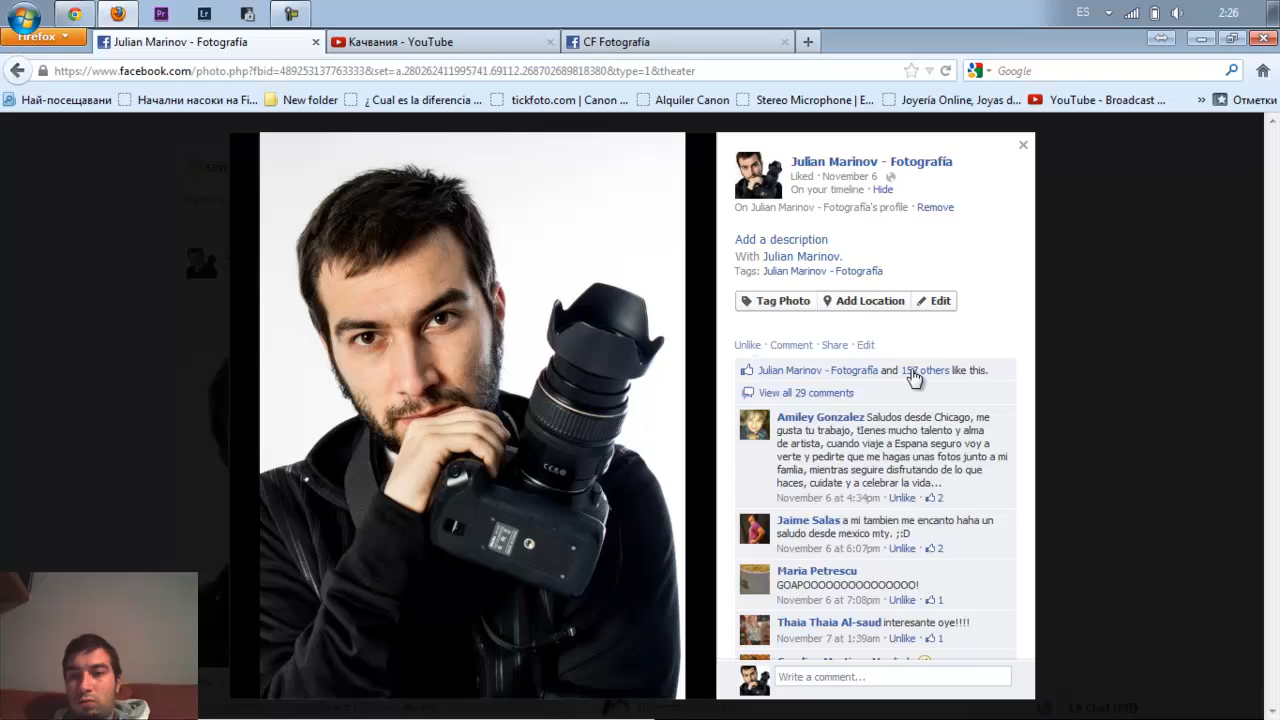 ES 2:26
Firefox
Julian Marinov - Fotografía
Качвания - YouTube
CF Fotografía
https://www.facebook.com/photo.php?fbid=489253137763333&set=a.280262411995741.69112.268702689818380&type=1&theater
Google
Най-посещавани
Начални насоки на Fi...
New folder
¿ Cual es la diferencia ...
tickfoto.com | Canon ...
Alquiler Canon
Stereo Microphone | E...
Joyería Online, Joyas d...
YouTube - Broadcast ...
» Отметки
Julian Marinov - Fotografía
Liked · November 6
On your timeline · Hide
On Julian Marinov - Fotografía's profile · Remove
Add a description
With Julian Marinov.
Tags: Julian Marinov - Fotografía
Tag Photo Add Location Edit
Unlike · Comment · Share · Edit
Julian Marinov - Fotografía and others like this.
View all 29 comments
Amiley Gonzalez Saludos desde Chicago, me
gusta tu trabajo, tIenes mucho talento y alma
de artista, cuando viaje a Espana seguro voy a
verte y pedirte que me hagas unas fotos junto a mi
famlia, mientras seguire disfrutando de lo que
haces, cuidate y a celebrar la vida...
November 6 at 4:34pm · Unlike · 2
Jaime Salas a mi tambien me encanto haha un
saludo desde mexico mty. ;:D
November 6 at 6:07pm · Unlike · 2
Maria Petrescu
GOAPOOOOOOOOOOOOOOO!
November 6 at 7:08pm · Unlike · 1
Thaia Thaia Al-saud interesante oye!!!!
November 7 at 1:39am · Unlike · 1
Write a comment...